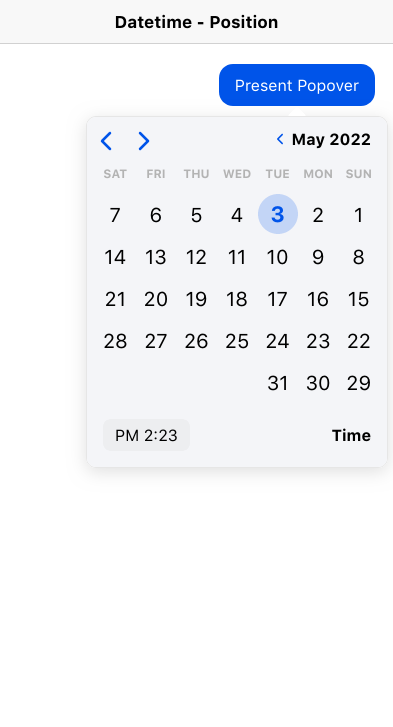 Datetime - Position
Present Popover
May 2022
SAT FRI THU WED TUE MON SUN
7 6 5 4 3 2 1
14 13 12 11 10 9 8
21 20 19 18 17 16 15
28 27 26 25 24 23 22
31 30 29
PM 2:23 Time